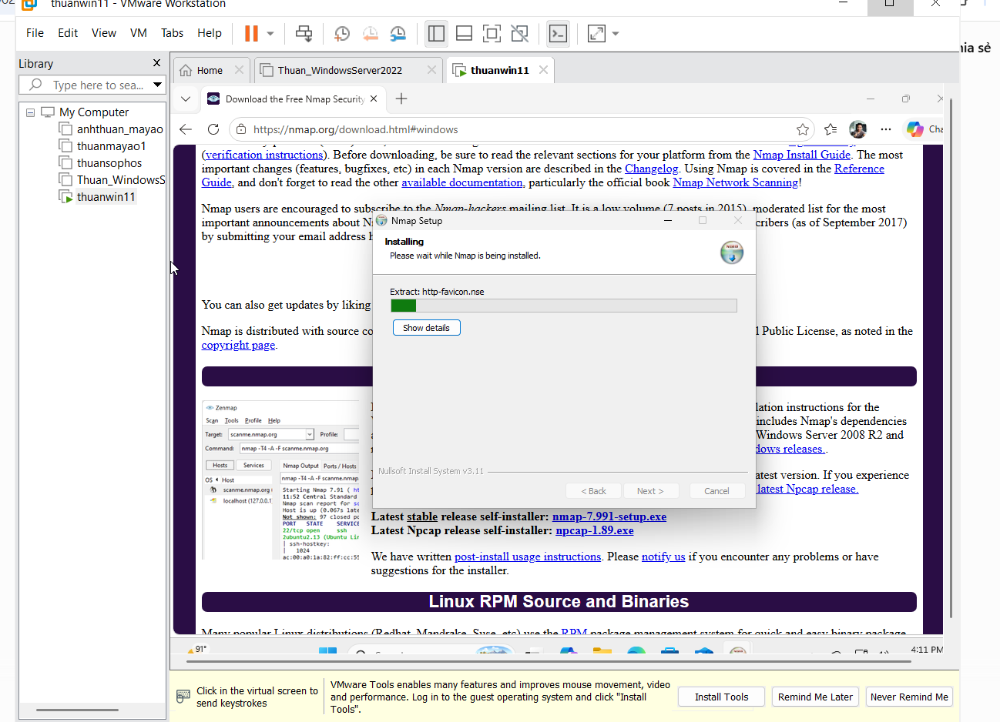 thuanwin11 - VMware Workstation
File Edit View VM Tabs Help
hia sẻ
Library
Type here to sea...
My Computer
anhthuan_mayao
thuanmayao1
thuansophos
Thuan_WindowsS
thuanwin11
Home
Thuan_WindowsServer2022
thuanwin11
Download the Free Nmap Security
https://nmap.org/download.html#windows
Cha
(verification instructions). Before downloading, be sure to read the relevant sections for your platform from the Nmap Install Guide. The most
important changes (features, bugfixes, etc) in each Nmap version are described in the Changelog. Using Nmap is covered in the Reference
Guide, and don't forget to read the other available documentation, particularly the official book Nmap Network Scanning!
Nmap users are encouraged to subscribe to the Nmap-hackers mailing list. It is a low volume (7 posts in 2015), moderated list for the most
important announcements about N
cribers (as of September 2017)
by submitting your email address h
Nmap Setup
Installing
Please wait while Nmap is being installed.
Extract: http-favicon.nse
Show details
Nullsoft Install System v3.11
< Back
Next >
Cancel
You can also get updates by liking
Nmap is distributed with source co
l Public License, as noted in the
copyright page.
Zenmap
Scan Tools Profile Help
Target: scanme.nmap.org Profile:
Command: nmap -T4 -A -F scanme.nmap.org
Hosts Services Nmap Output Ports / Hosts
OS Host nmap -T4 -A -F scanme.nmap
scanme.nmap.org (
localhost (127.0.0.1)
Starting Nmap 7.91 ( ht
11:52 Central Standard
Nmap scan report for sc
Host is up (0.067s late
Not shown: 97 closed po
PORT STATE SERVICE
22/tcp open ssh
2ubuntu2.13 (Ubuntu Lin
| ssh-hostkey:
| 1024
ac:00:a0:1a:82:ff:cc:55
lation instructions for the
includes Nmap's dependencies
Windows Server 2008 R2 and
dows releases..
atest version. If you experience
latest Npcap release.
Latest stable release self-installer: nmap-7.991-setup.exe
Latest Npcap release self-installer: npcap-1.89.exe
We have written post-install usage instructions. Please notify us if you encounter any problems or have
suggestions for the installer.
Linux RPM Source and Binaries
Many popular Linux distributions (Redhat, Mandrake, Suse, etc) use the RPM package management system for quick and easy binary package
91°
4:11 PM
Click in the virtual screen to
send keystrokes
VMware Tools enables many features and improves mouse movement, video
and performance. Log in to the guest operating system and click "Install
Tools".
Install Tools
Remind Me Later
Never Remind Me